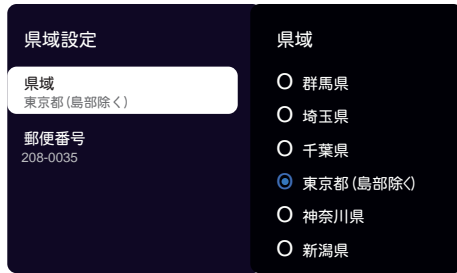 県域設定
県域
東京都(島部除く)
郵便番号
208-0035
県域
群馬県
埼玉県
千葉県
東京都(島部除く)
神奈川県
新潟県